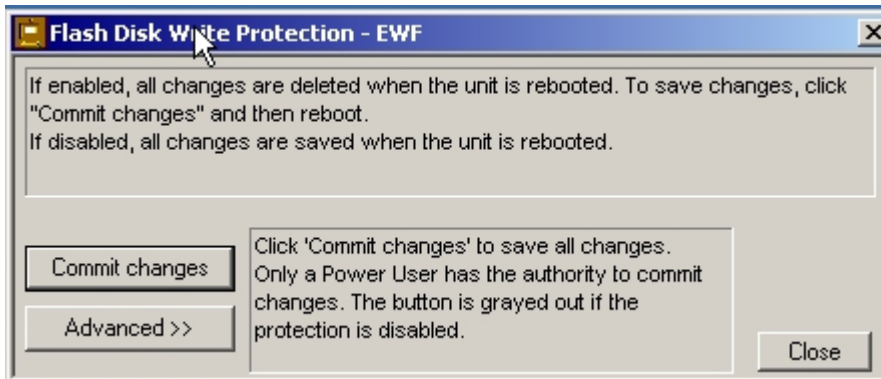 Flash Disk Write Protection - EWF
If enabled, all changes are deleted when the unit is rebooted. To save changes, click
"Commit changes" and then reboot.
If disabled, all changes are saved when the unit is rebooted.
Commit changes
Click 'Commit changes' to save all changes.
Only a Power User has the authority to commit
changes. The button is grayed out if the
protection is disabled.
Advanced >>
Close